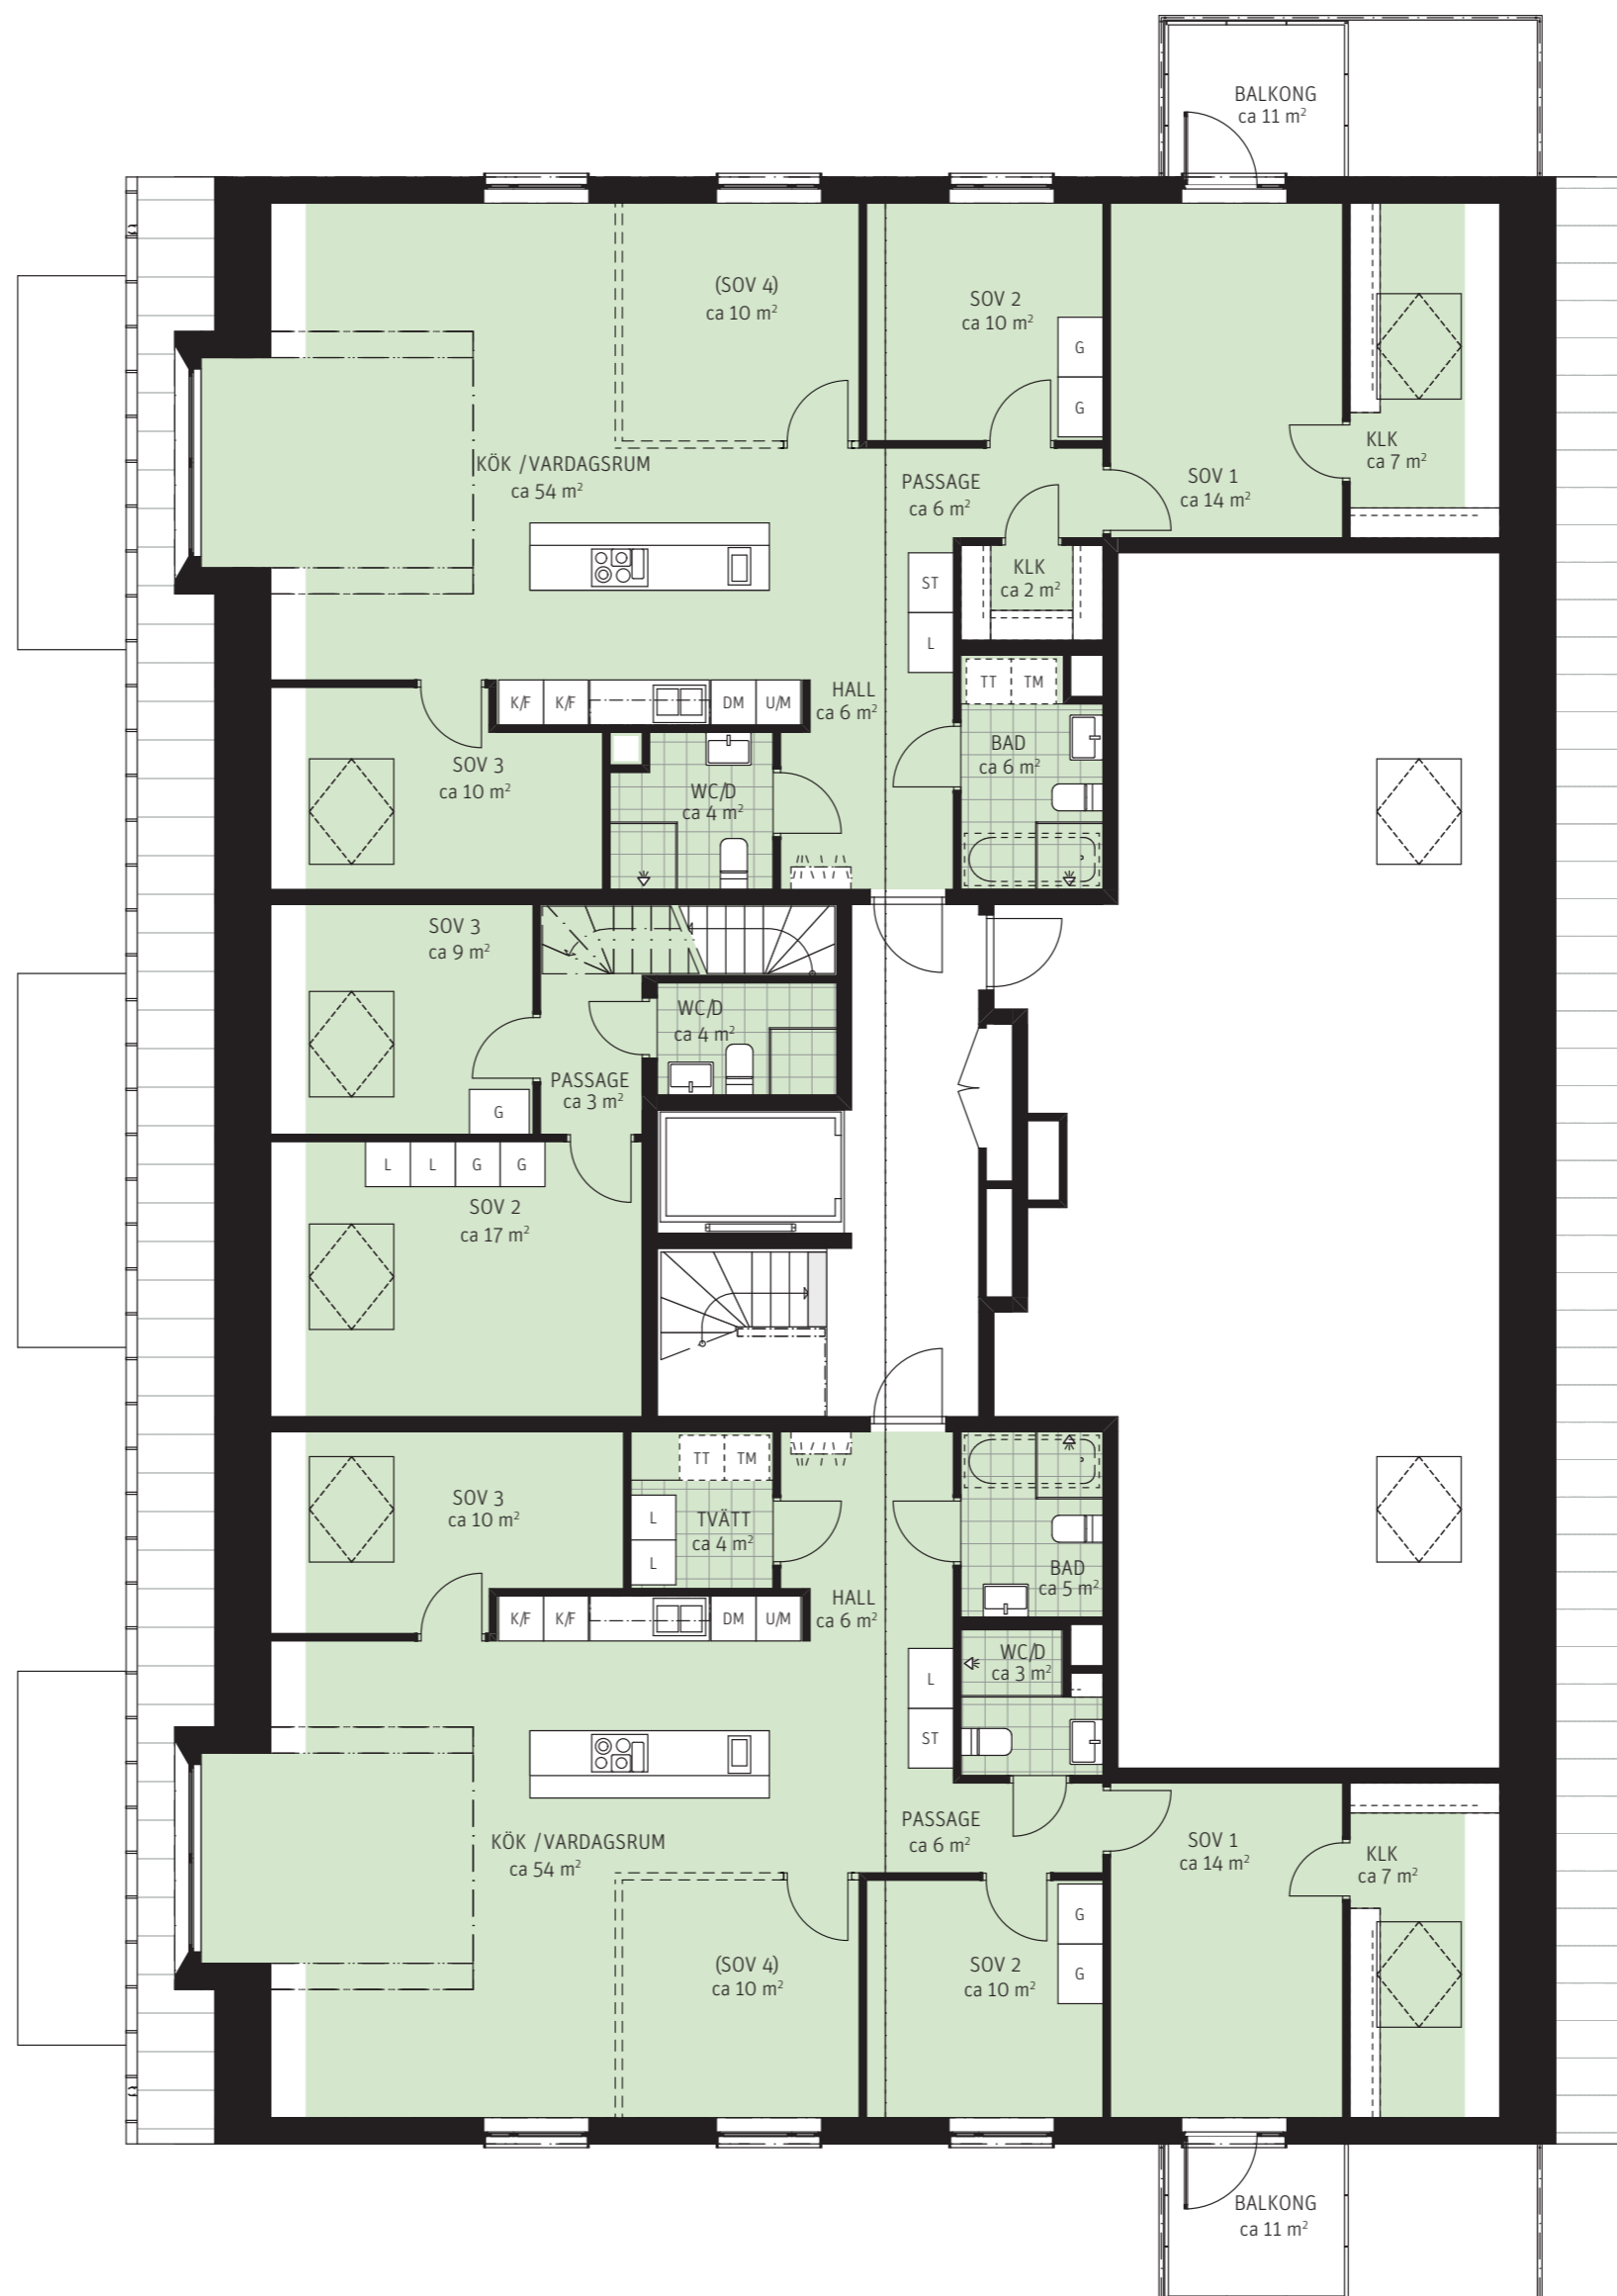 BALKONG
ca 11 m²
(SOV 4)
ca 10 m²
SOV 2
ca 10 m²
G
G
KÖK /VARDAGSRUM
ca 54 m²
PASSAGE
ca 6 m²
SOV 1
ca 14 m²
KLK
ca 7 m²
ST
L
KLK
ca 2 m²
K/F K/F DM U/M
HALL
ca 6 m²
TT TM
BAD
ca 6 m²
SOV 3
ca 10 m²
WC/D
ca 4 m²
SOV 3
ca 9 m²
WC/D
ca 4 m²
PASSAGE
ca 3 m²
G
L L G G
SOV 2
ca 17 m²
SOV 3
ca 10 m²
TT TM
L
L
TVÄTT
ca 4 m²
BAD
ca 5 m²
K/F K/F DM U/M
HALL
ca 6 m²
WC/D
ca 3 m²
L
ST
KÖK /VARDAGSRUM
ca 54 m²
PASSAGE
ca 6 m²
SOV 1
ca 14 m²
KLK
ca 7 m²
(SOV 4)
ca 10 m²
SOV 2
ca 10 m²
G
G
BALKONG
ca 11 m²